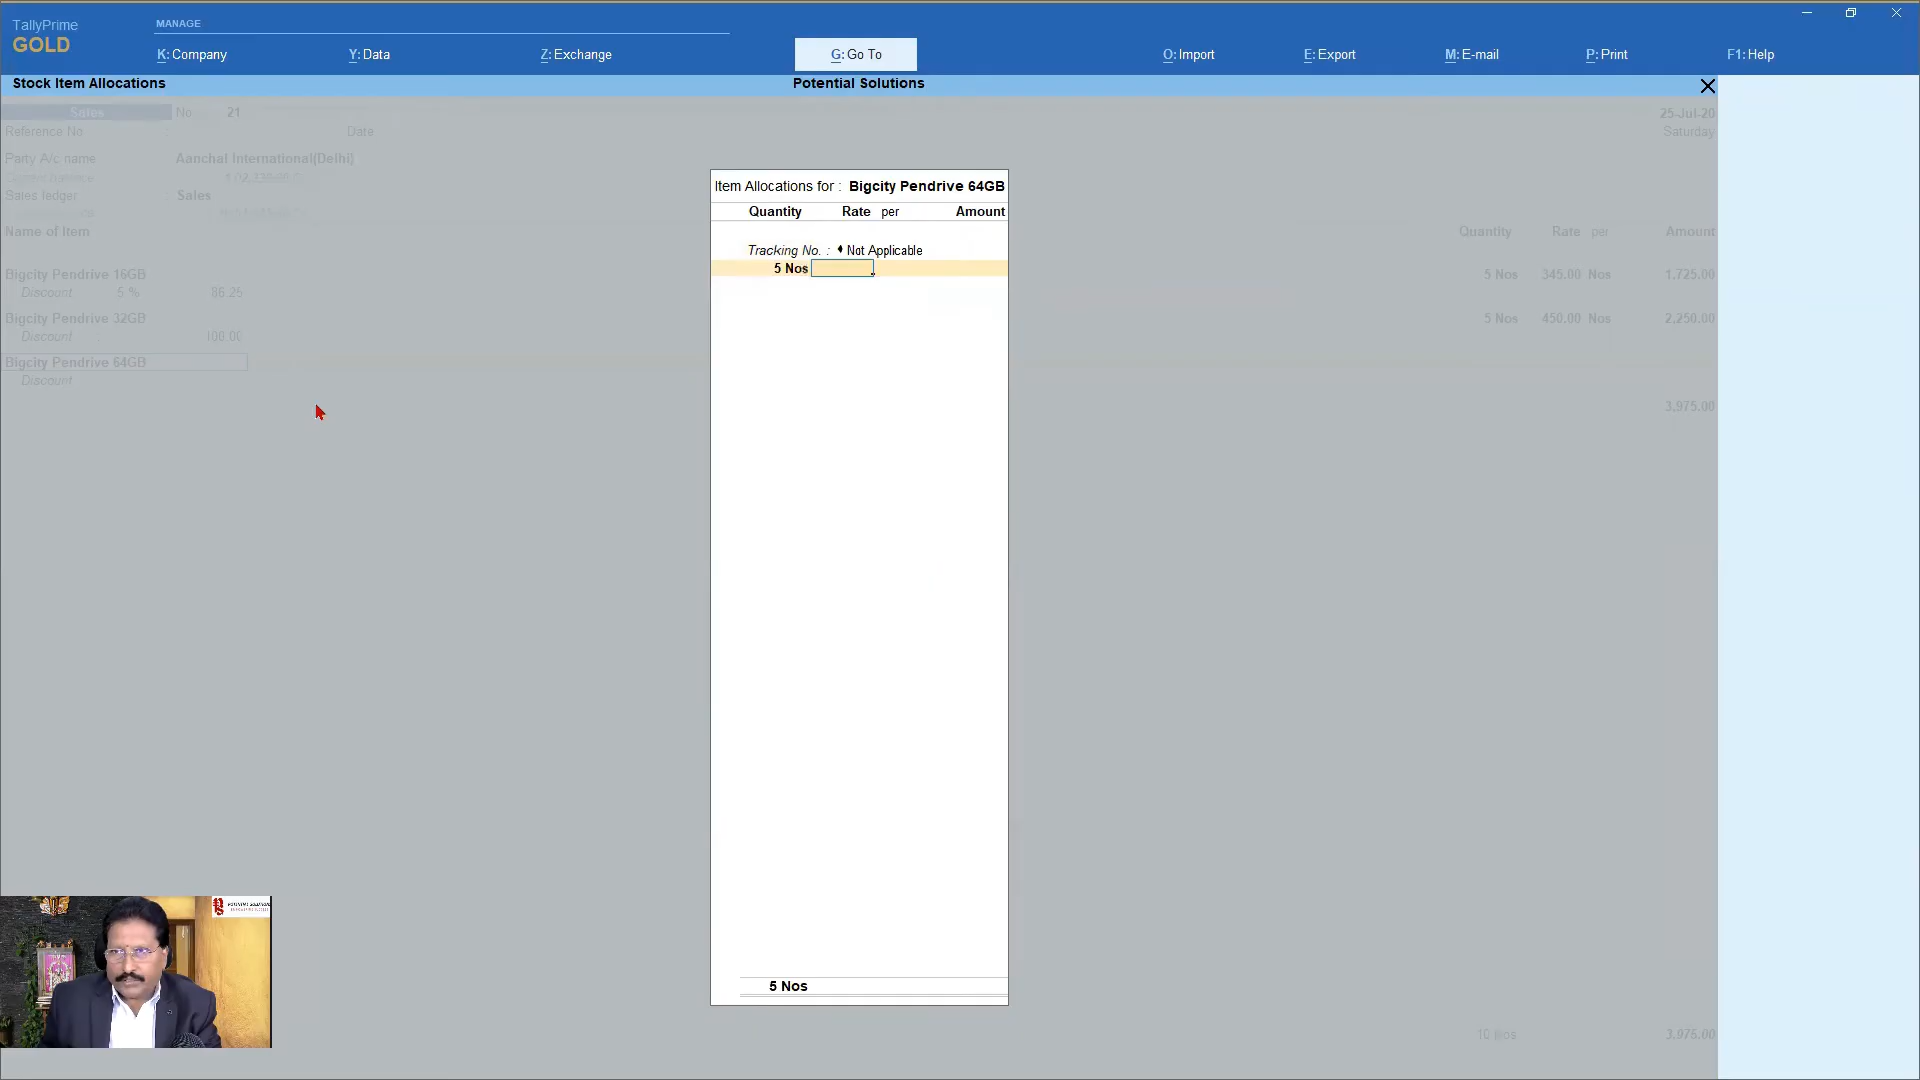 TallyPrime
GOLD
MANAGE
K: Company
Y: Data
Z: Exchange
G: Go To
O: Import
E: Export
M: E-mail
P: Print
F1: Help
Stock Item Allocations
Potential Solutions
Sales
No. 21
25-Jul-20
Reference No :
Date
Saturday
Party A/c name : Aanchal International(Delhi)
Current balance
Sales ledger : Sales
Name of Item
Quantity Rate per Amount
Bigcity Pendrive 16GB
5 Nos 345.00 Nos 1,725.00
Discount 5 % 86.25
Bigcity Pendrive 32GB
5 Nos 450.00 Nos 2,250.00
Discount 100.00
Bigcity Pendrive 64GB
Discount
3,975.00
Item Allocations for : Bigcity Pendrive 64GB
Quantity Rate per Amount
Tracking No. : ♦ Not Applicable
5 Nos
5 Nos
10 Nos 3,975.00